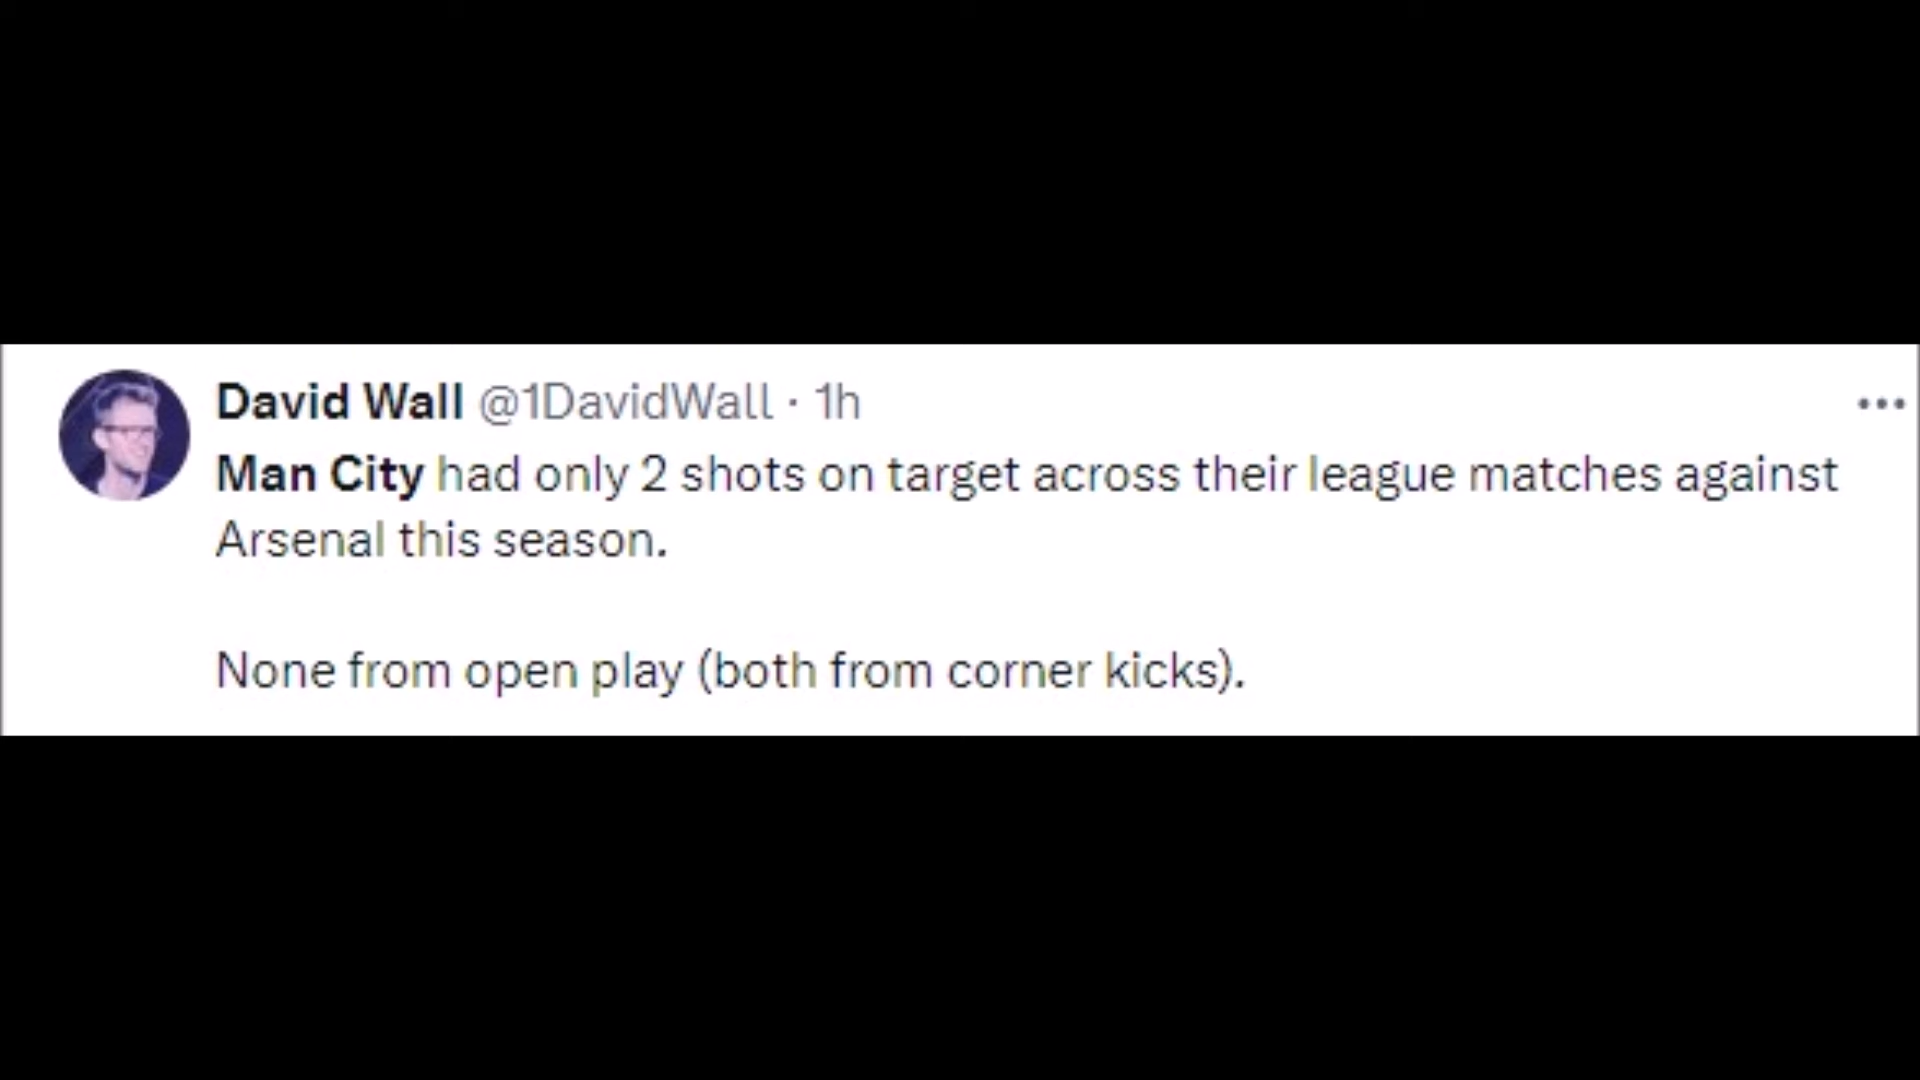 David Wall @1DavidWall · 1h
Man City had only 2 shots on target across their league matches against
Arsenal this season.
None from open play (both from corner kicks).